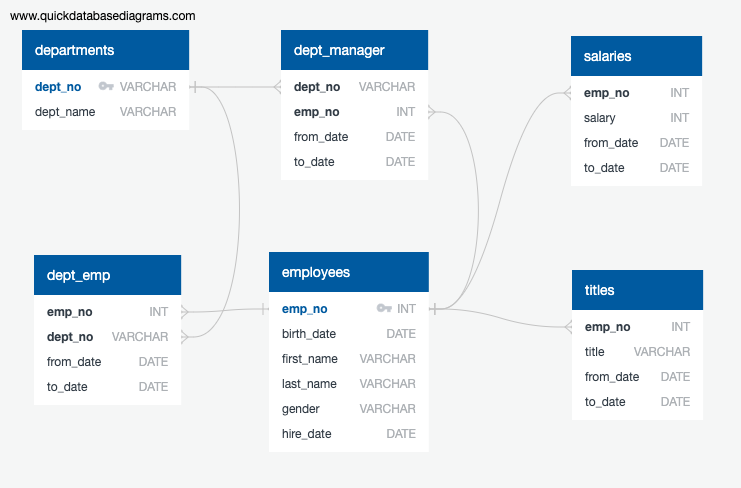 www.quickdatabasediagrams.com
departments
dept_no VARCHAR
dept_name VARCHAR
dept_manager
dept_no VARCHAR
emp_no INT
from_date DATE
to_date DATE
salaries
emp_no INT
salary INT
from_date DATE
to_date DATE
dept_emp
emp_no INT
dept_no VARCHAR
from_date DATE
to_date DATE
employees
emp_no INT
birth_date DATE
first_name VARCHAR
last_name VARCHAR
gender VARCHAR
hire_date DATE
titles
emp_no INT
title VARCHAR
from_date DATE
to_date DATE